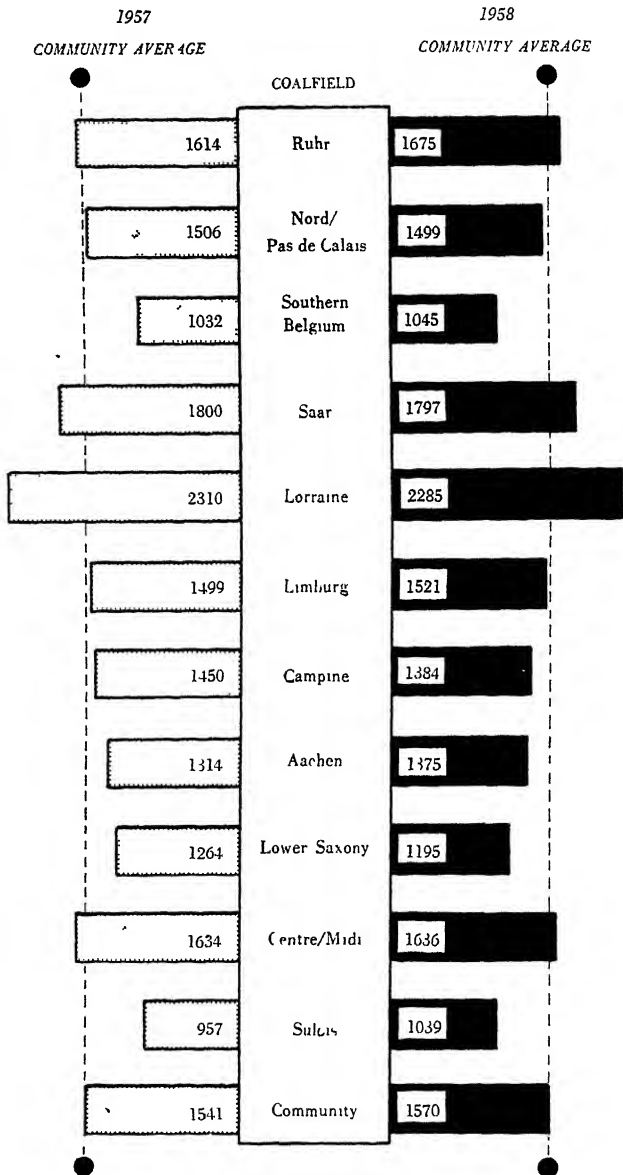 1957
COMMUNITY AVERAGE
1958
COMMUNITY AVERAGE
COALFIELD
1614 Ruhr 1675
1506 Nord/
Pas de Calais 1499
1032 Southern
Belgium 1045
1800 Saar 1797
2310 Lorraine 2285
1499 Limburg 1521
1450 Campine 1384
1314 Aachen 1375
1264 Lower Saxony 1195
1634 Centre/Midi 1636
957 Sulcis 1039
1541 Community 1570